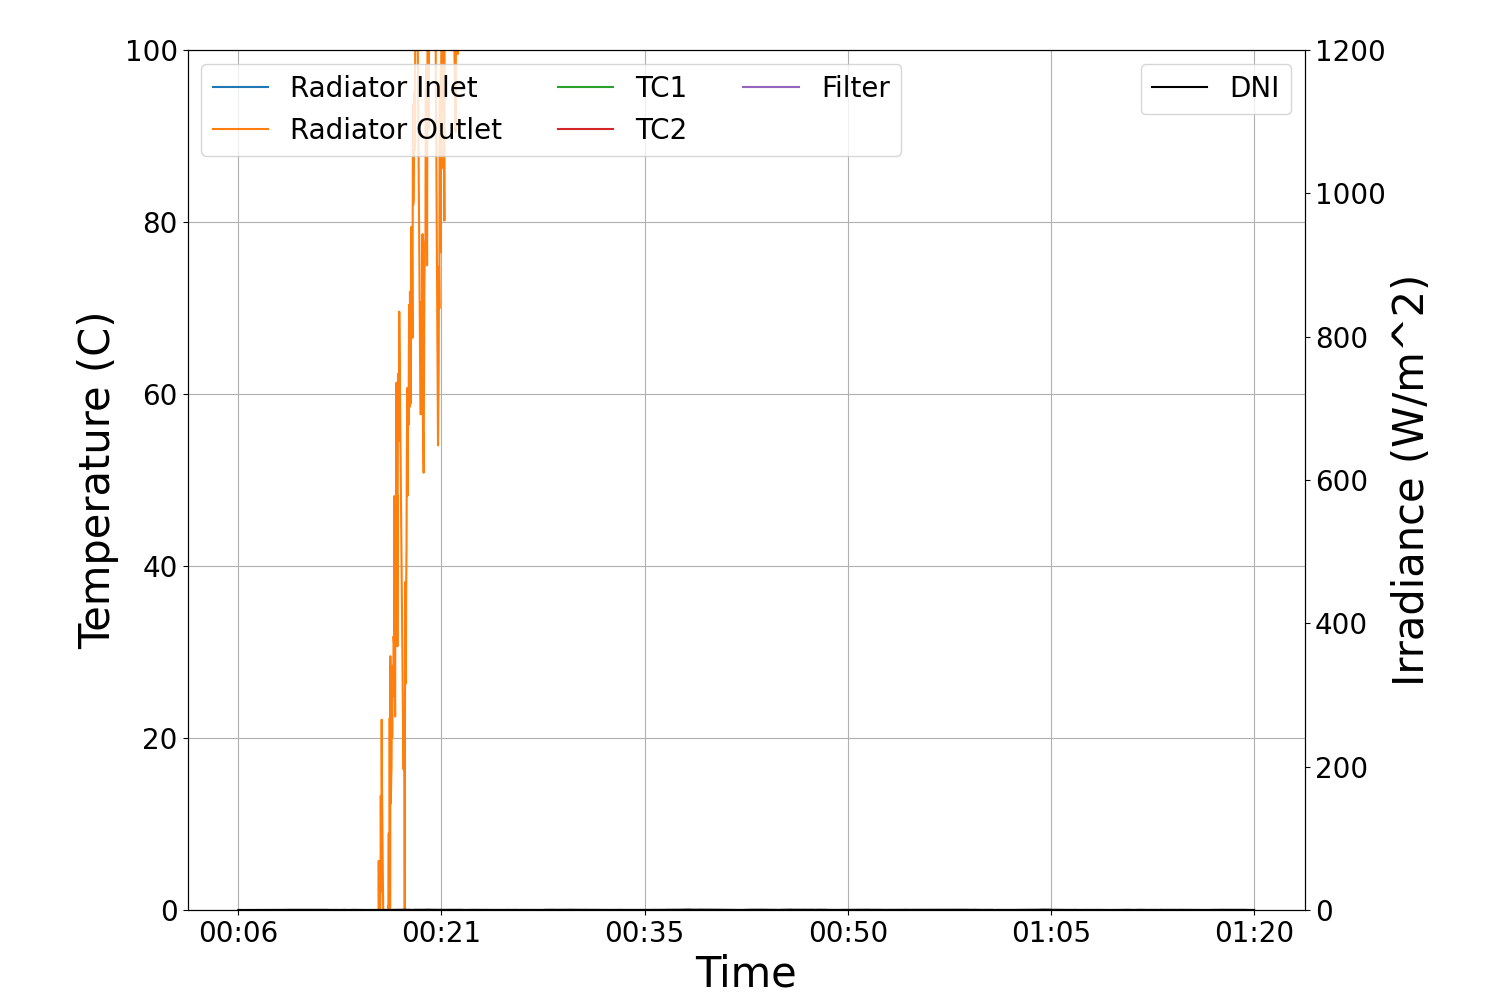 Radiator Inlet
Radiator Outlet
TC1
TC2
Filter
DNI
100
80
60
40
20
0
Temperature (C)
1200
1000
800
600
400
200
0
Irradiance (W/m^2)
00:06 00:21 00:35 00:50 01:05 01:20
Time